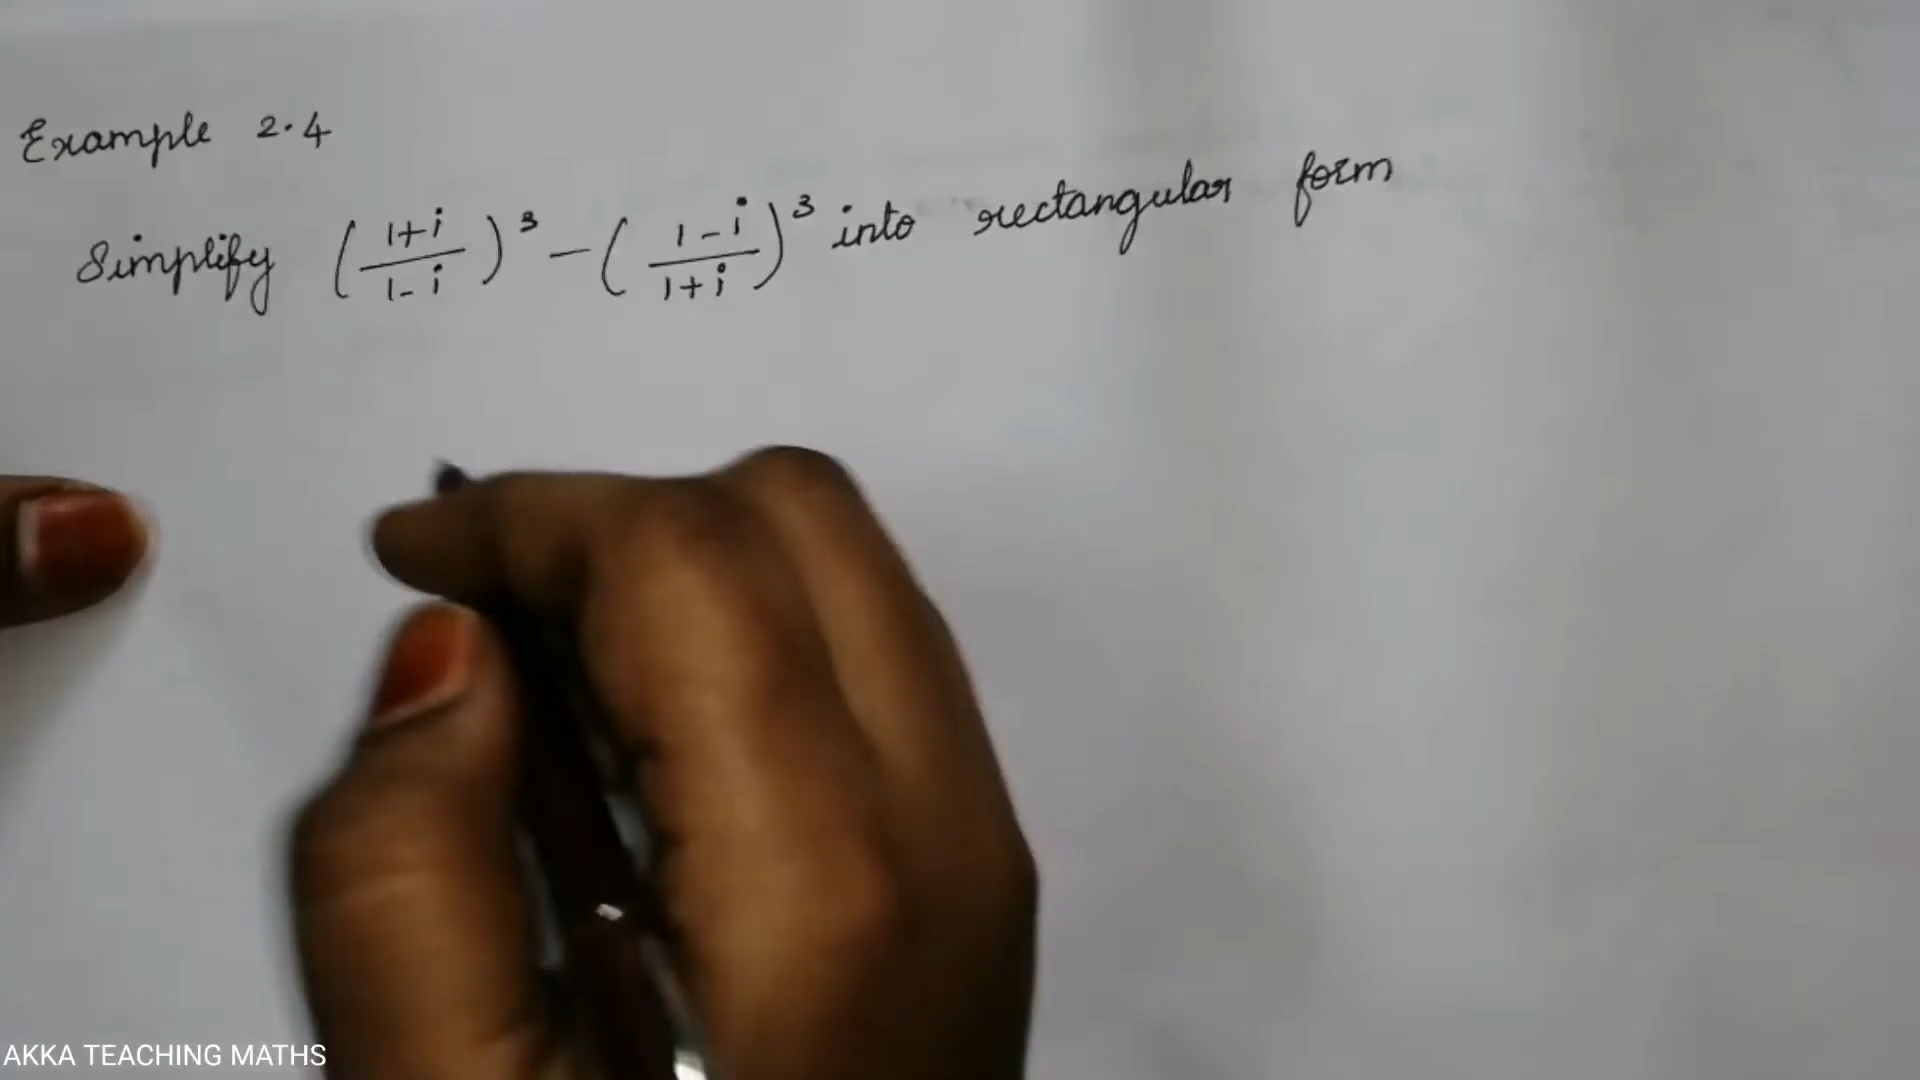 Example 2.4
Simplify (1+i/1-i)³ - (1-i/1+i)³ into rectangular form
AKKA TEACHING MATHS